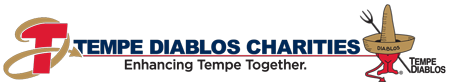 T
TEMPE DIABLOS CHARITIES
Enhancing Tempe Together.
DIABLOS
TEMPE
DIABLOS